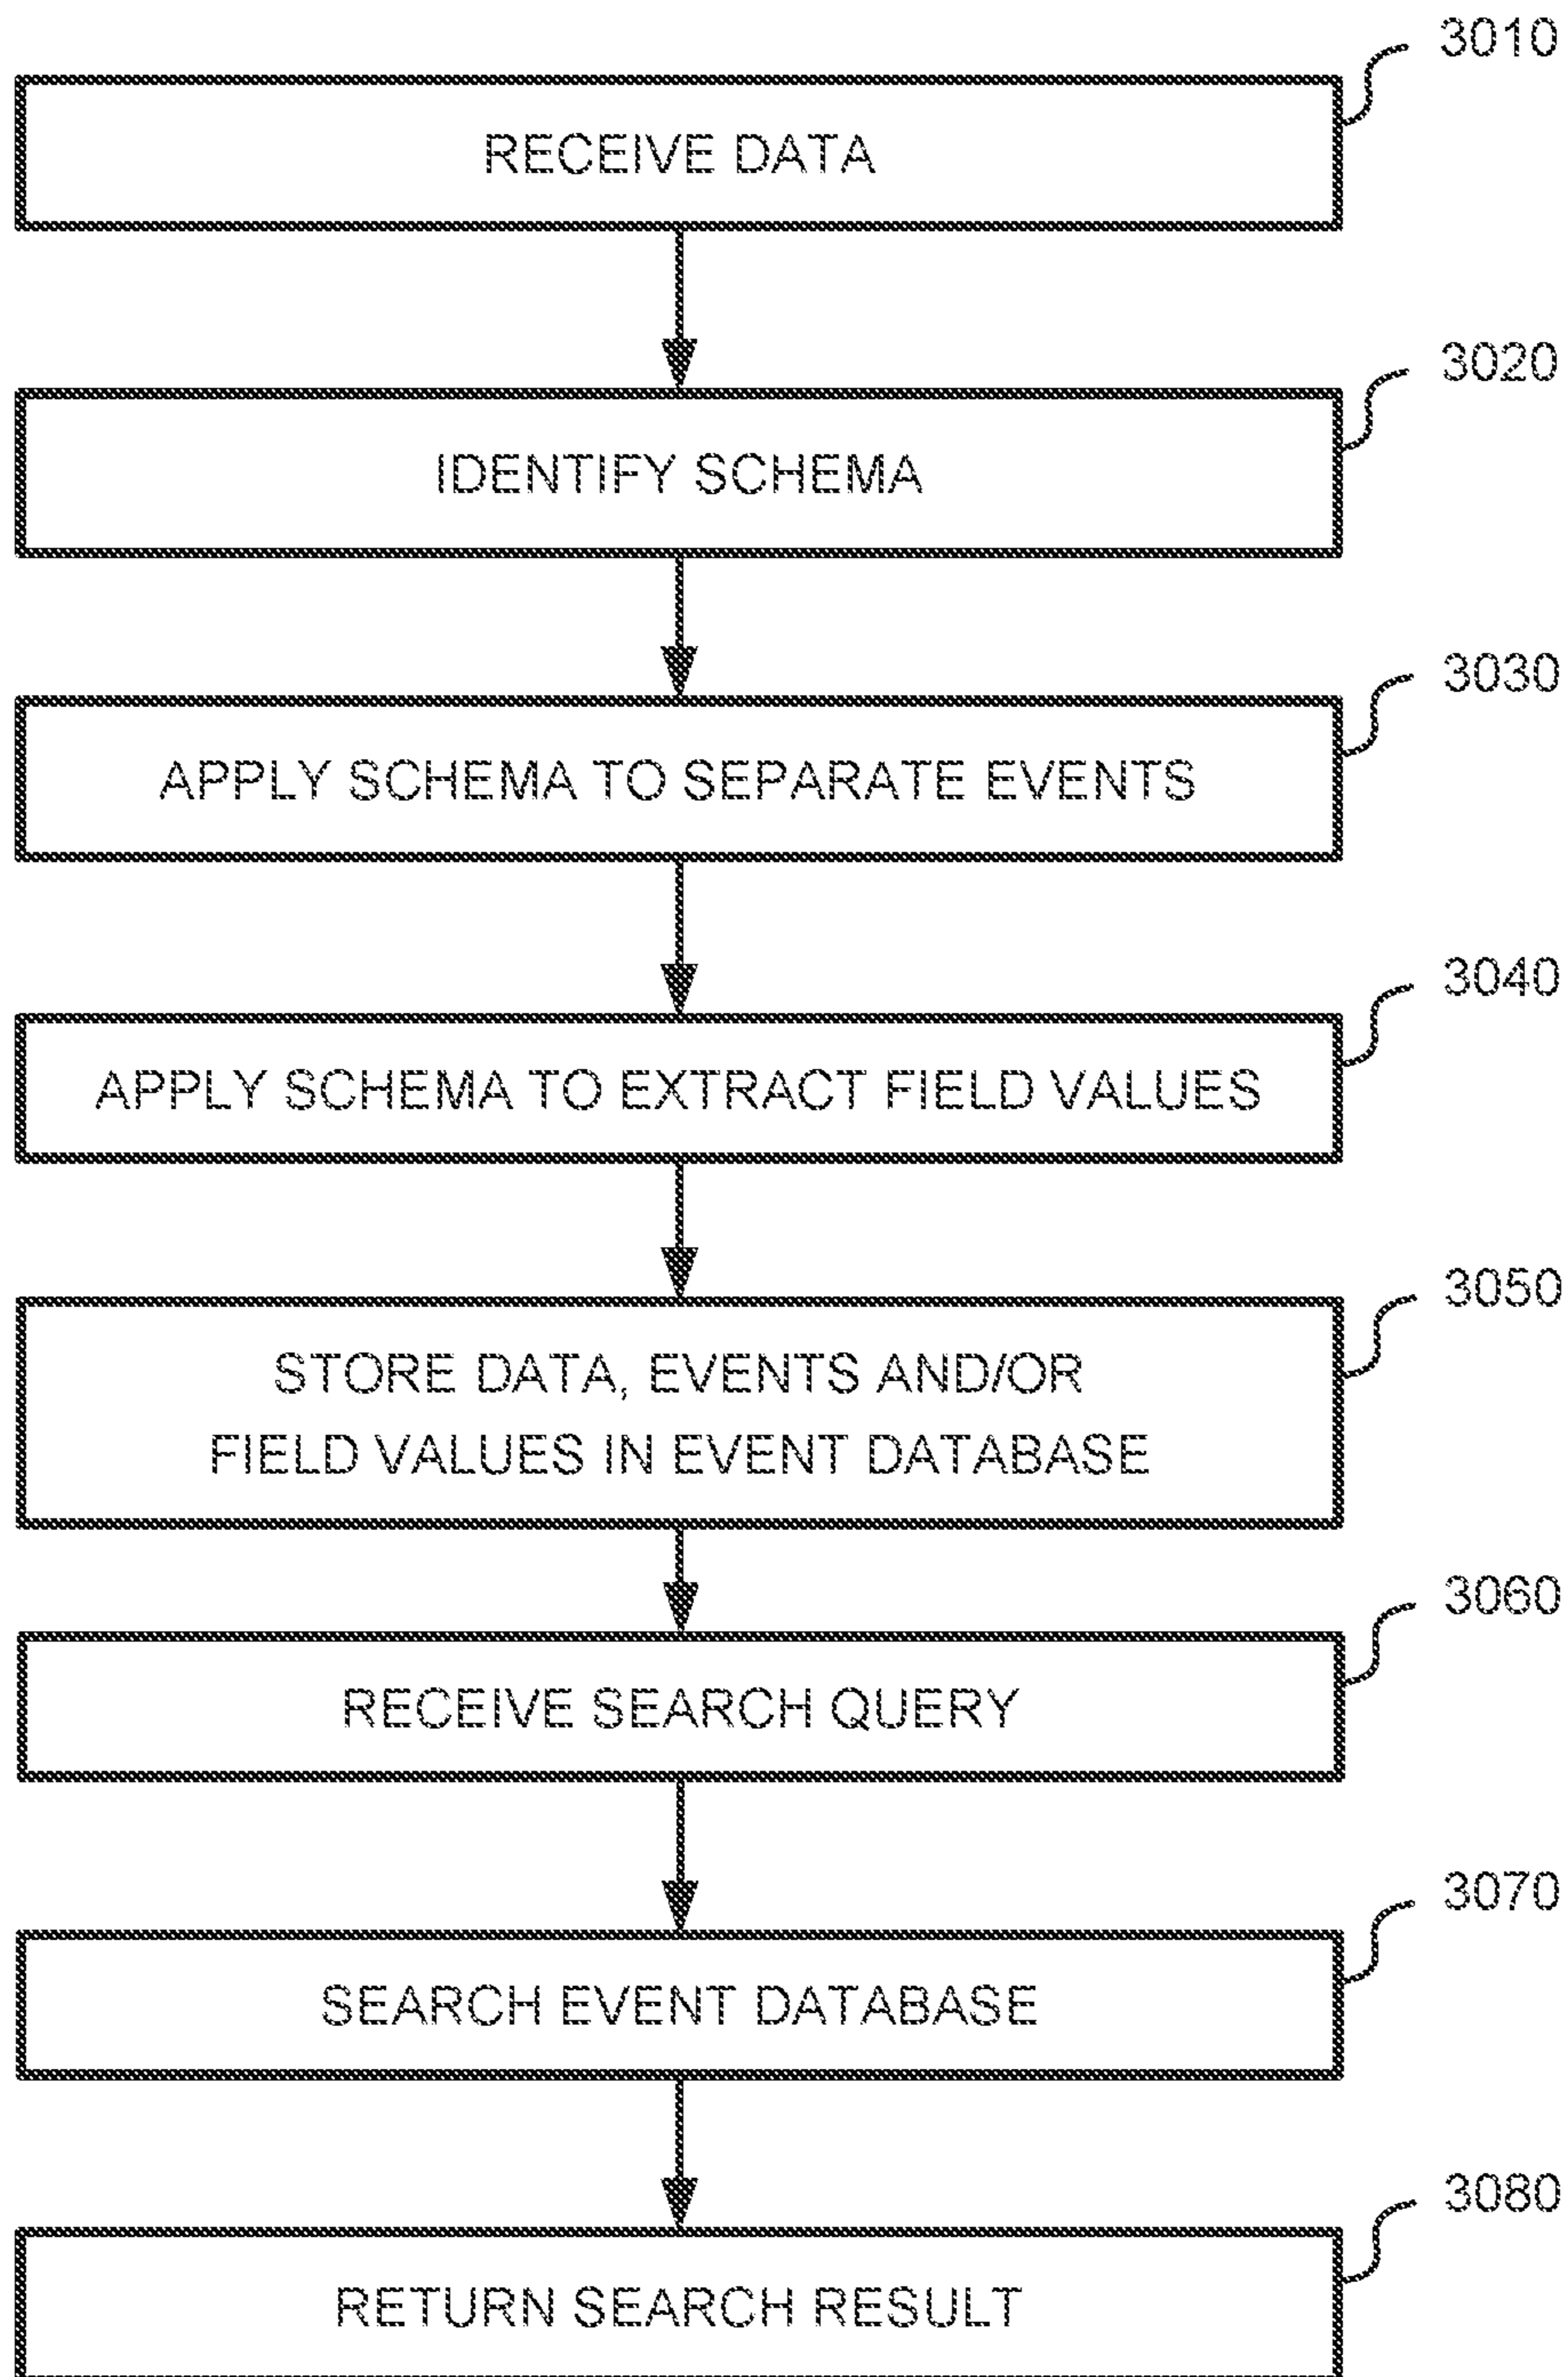 3010
RECEIVE DATA
3020
IDENTIFY SCHEMA
3030
APPLY SCHEMA TO SEPARATE EVENTS
3040
APPLY SCHEMA TO EXTRACT FIELD VALUES
3050
STORE DATA, EVENTS AND/OR
FIELD VALUES IN EVENT DATABASE
3060
RECEIVE SEARCH QUERY
3070
SEARCH EVENT DATABASE
3080
RETURN SEARCH RESULT